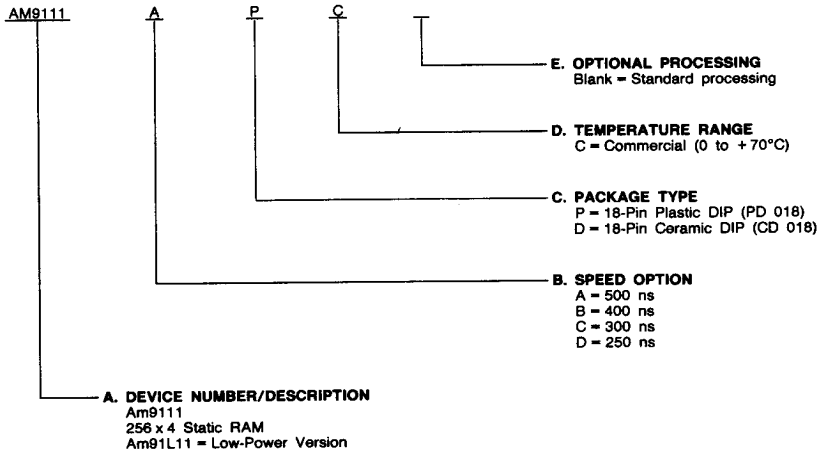 AM9111 A P C
E. OPTIONAL PROCESSING
Blank = Standard processing
D. TEMPERATURE RANGE
C = Commercial (0 to +70°C)
C. PACKAGE TYPE
P = 18-Pin Plastic DIP (PD 018)
D = 18-Pin Ceramic DIP (CD 018)
B. SPEED OPTION
A = 500 ns
B = 400 ns
C = 300 ns
D = 250 ns
A. DEVICE NUMBER/DESCRIPTION
Am9111
256 x 4 Static RAM
Am91L11 = Low-Power Version